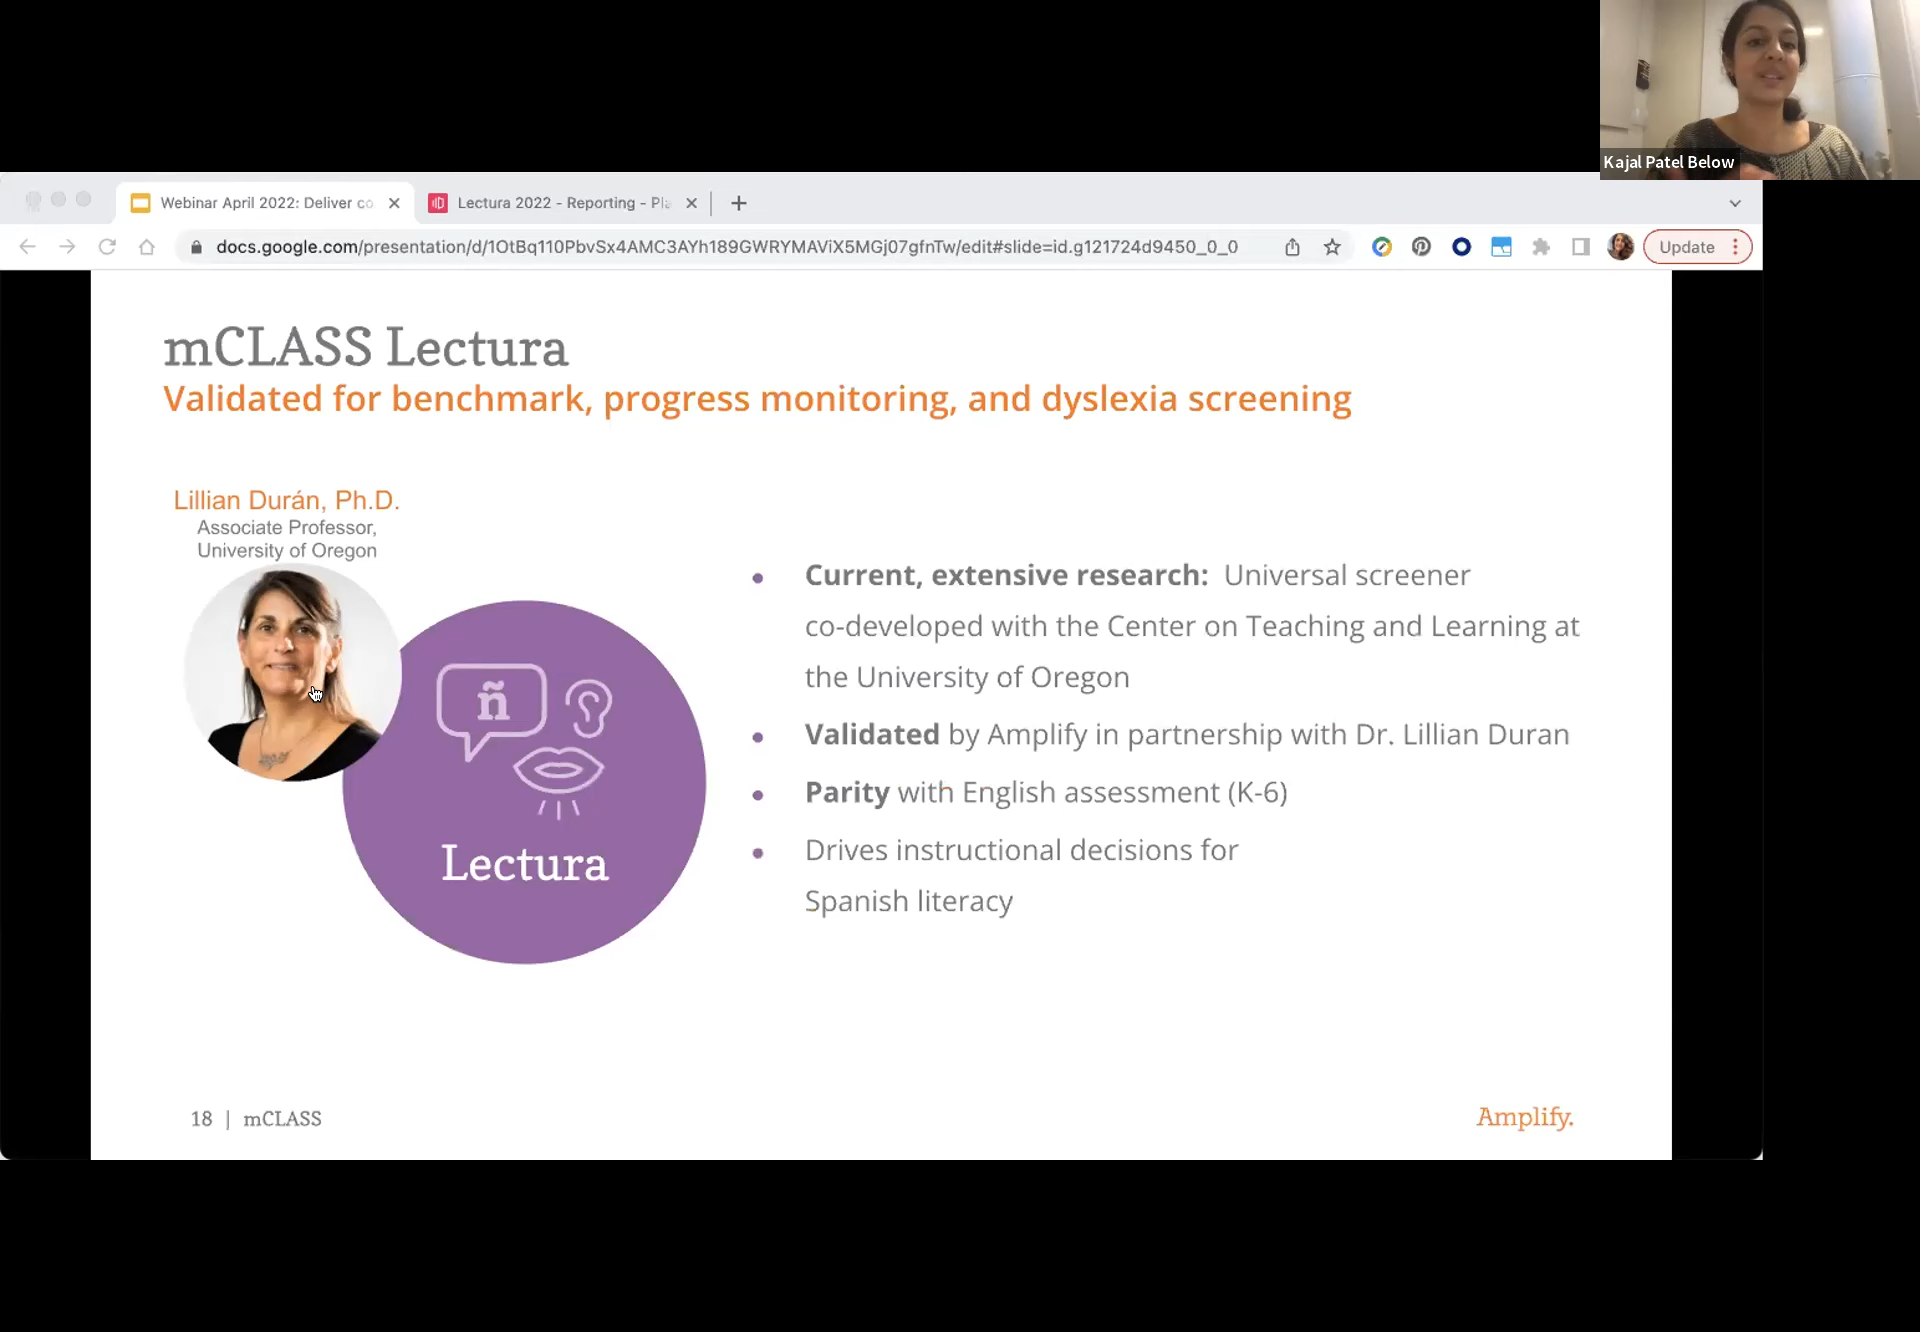 Kajal Patel Below
Webinar April 2022: Deliver co
Lectura 2022 - Reporting - Pla
docs.google.com/presentation/d/1OtBq110PbvSx4AMC3AYh189GWRYMAViX5MGj07gfnTw/edit#slide=id.g121724d9450_0_0
Update
mCLASS Lectura
Validated for benchmark, progress monitoring, and dyslexia screening
Lillian Durán, Ph.D.
Associate Professor,
University of Oregon
ñ
Lectura
• Current, extensive research: Universal screener
co-developed with the Center on Teaching and Learning at
the University of Oregon
• Validated by Amplify in partnership with Dr. Lillian Duran
• Parity with English assessment (K-6)
• Drives instructional decisions for
Spanish literacy
18 | mCLASS
Amplify.